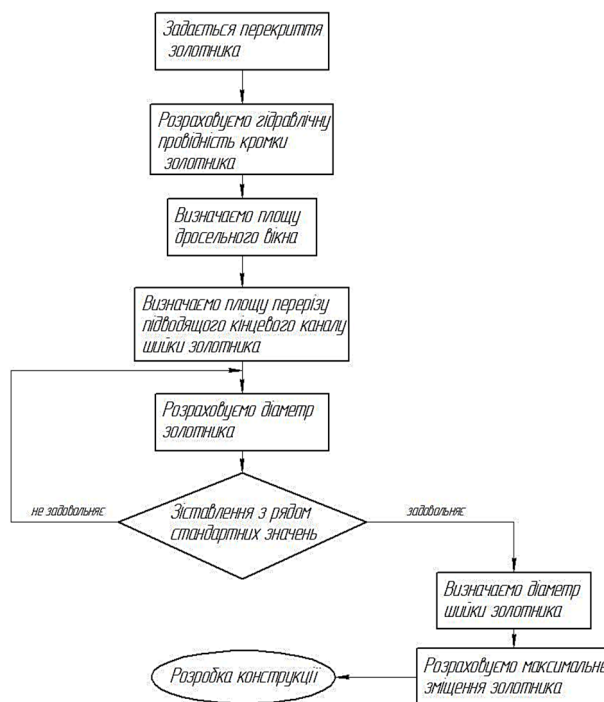 Задається перекриття
золотника
Розраховуємо гідравлічну
провідність кромки
золотника
Визначаємо площу
дросельного вікна
Визначаємо площу перерізу
підводящого кінцевого каналу
шийки золотника
Розраховуємо діаметр
золотника
Зіставлення з рядом
стандартних значень
не задовольняє
задовольняє
Визначаємо діаметр
шийки золотника
Розраховуємо максимальне
зміщення золотника
Розробка конструкції